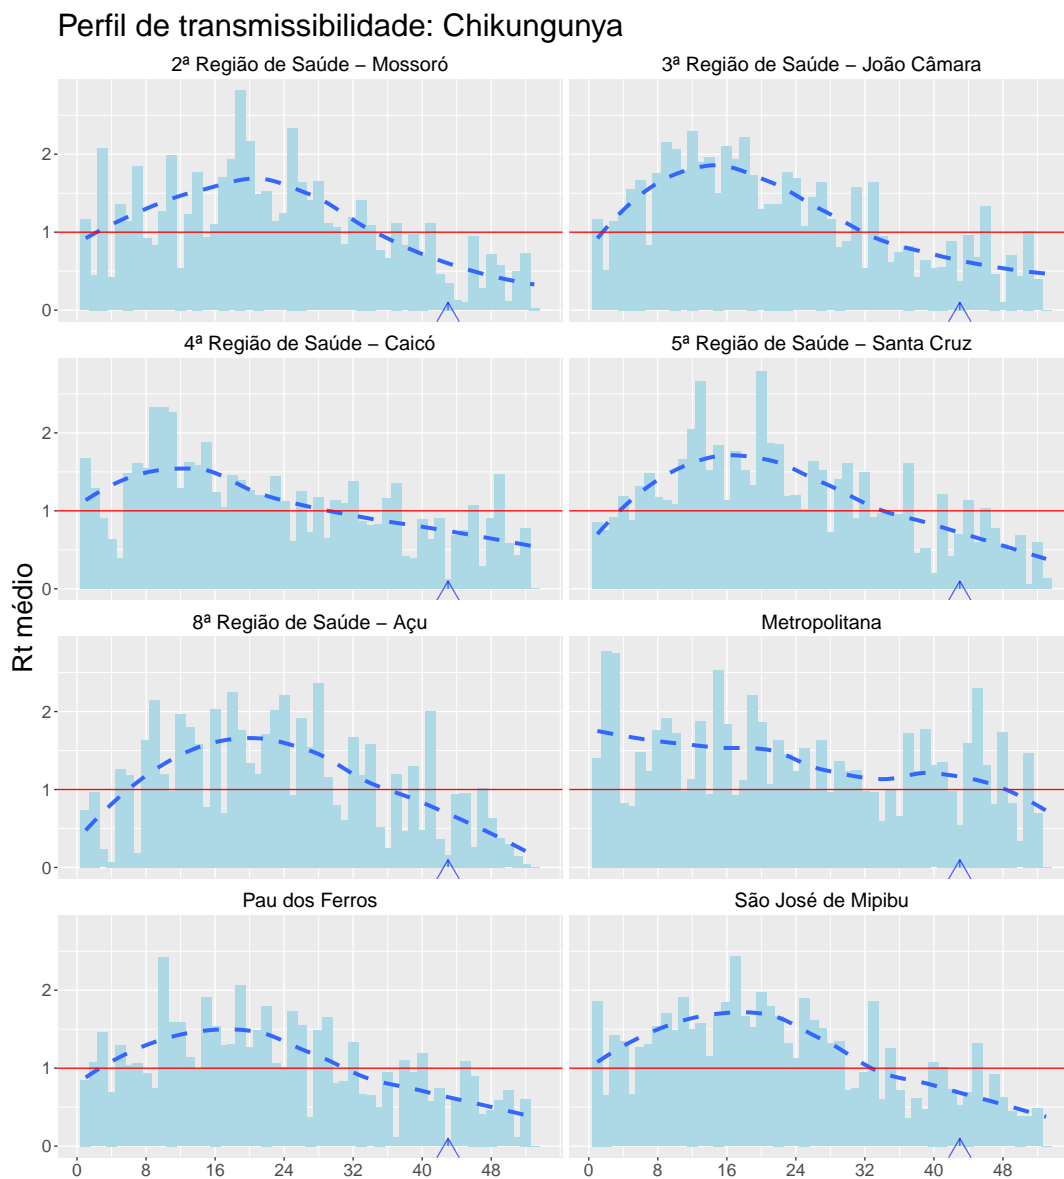 Perfil de transmissibilidade: Chikungunya
2ª Região de Saúde − Mossoró
3ª Região de Saúde − João Câmara
2
1
0
4ª Região de Saúde − Caicó
5ª Região de Saúde − Santa Cruz
2
1
0
Rt médio
8ª Região de Saúde − Açu
Metropolitana
2
1
0
Pau dos Ferros
São José de Mipibu
2
1
0
0 8 16 24 32 40 48
0 8 16 24 32 40 48